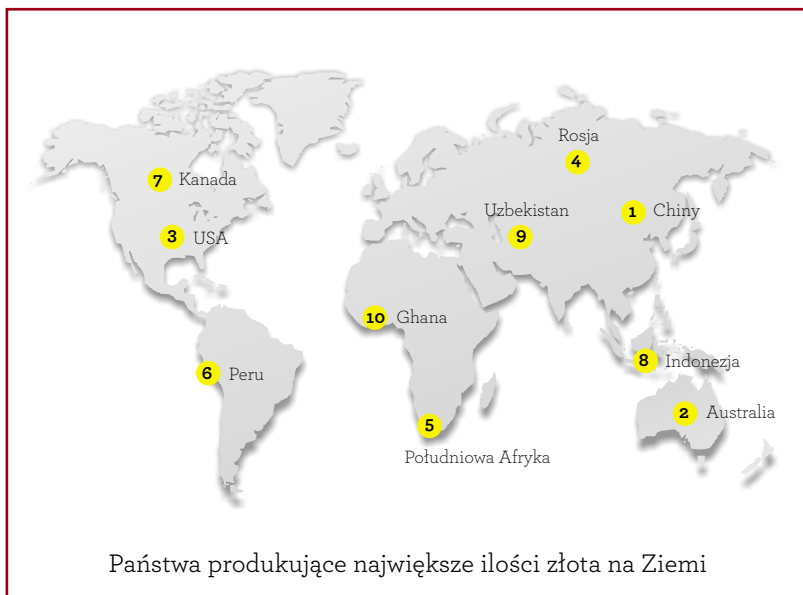 Rosja
4
7 Kanada
Uzbekistan
1 Chiny
3 USA
9
10 Ghana
8 Indonezja
6 Peru
2 Australia
5
Południowa Afryka
Państwa produkujące największe ilości złota na Ziemi